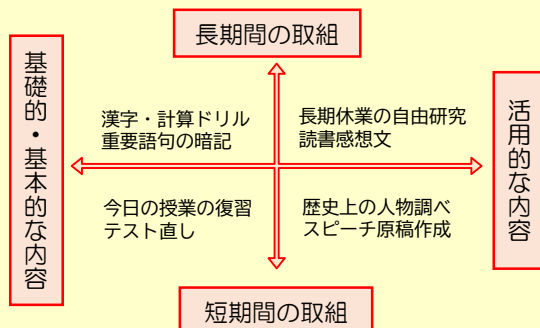 長期間の取組
基礎的・基本的な内容
漢字・計算ドリル
重要語句の暗記
長期休業の自由研究
読書感想文
活用的な内容
今日の授業の復習
テスト直し
歴史上の人物調べ
スピーチ原稿作成
短期間の取組